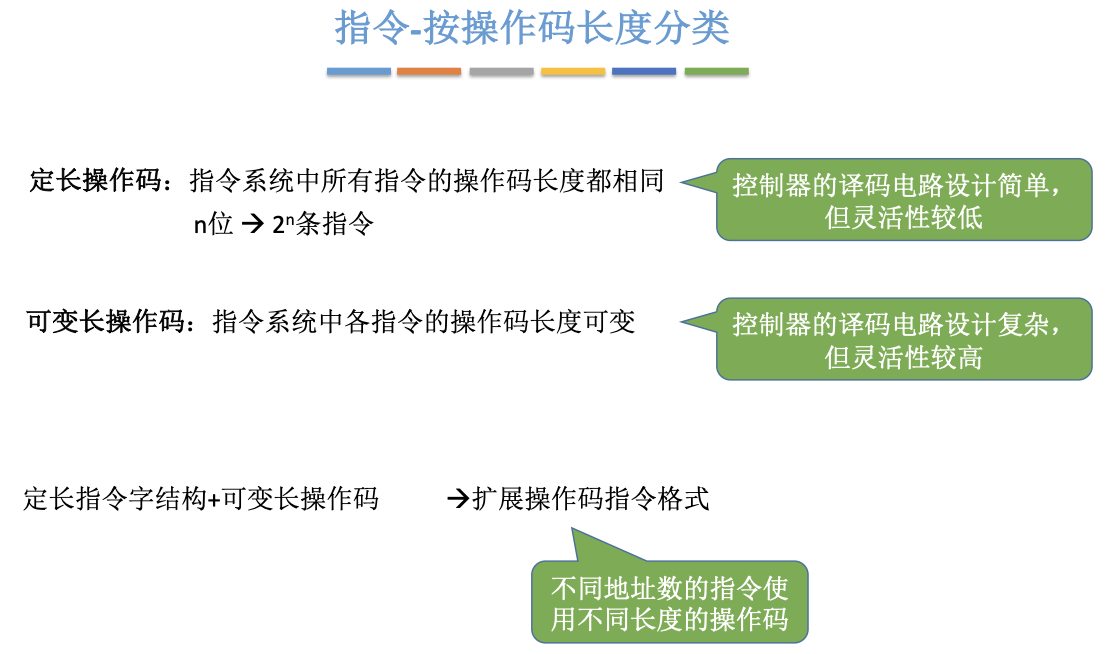 指令-按操作码长度分类
定长操作码：指令系统中所有指令的操作码长度都相同
n位 → 2ⁿ条指令
控制器的译码电路设计简单，
但灵活性较低
可变长操作码：指令系统中各指令的操作码长度可变
控制器的译码电路设计复杂，
但灵活性较高
定长指令字结构+可变长操作码 →扩展操作码指令格式
不同地址数的指令使
用不同长度的操作码